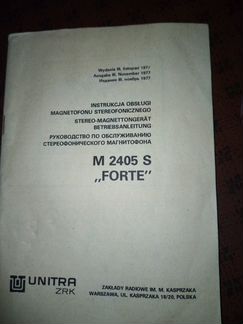 Wydanie III. listopad 1977
Ausgabe III. November 1977
Издание III. ноябрь 1977
INSTRUKCJA OBSŁUGI
MAGNETOFONU STEREOFONICZNEGO
STEREO-MAGNETTONGERÄT
BETRIEBSANLEITUNG
РУКОВОДСТВО ПО ОБСЛУЖИВАНИЮ
СТЕРЕОФОНИЧЕСКОГО МАГНИТОФОНА
M 2405 S
„FORTE”
UNITRA
ZRK
ZAKŁADY RADIOWE IM. M. KASPRZAKA
WARSZAWA, UL. KASPRZAKA 18/20, POLSKA